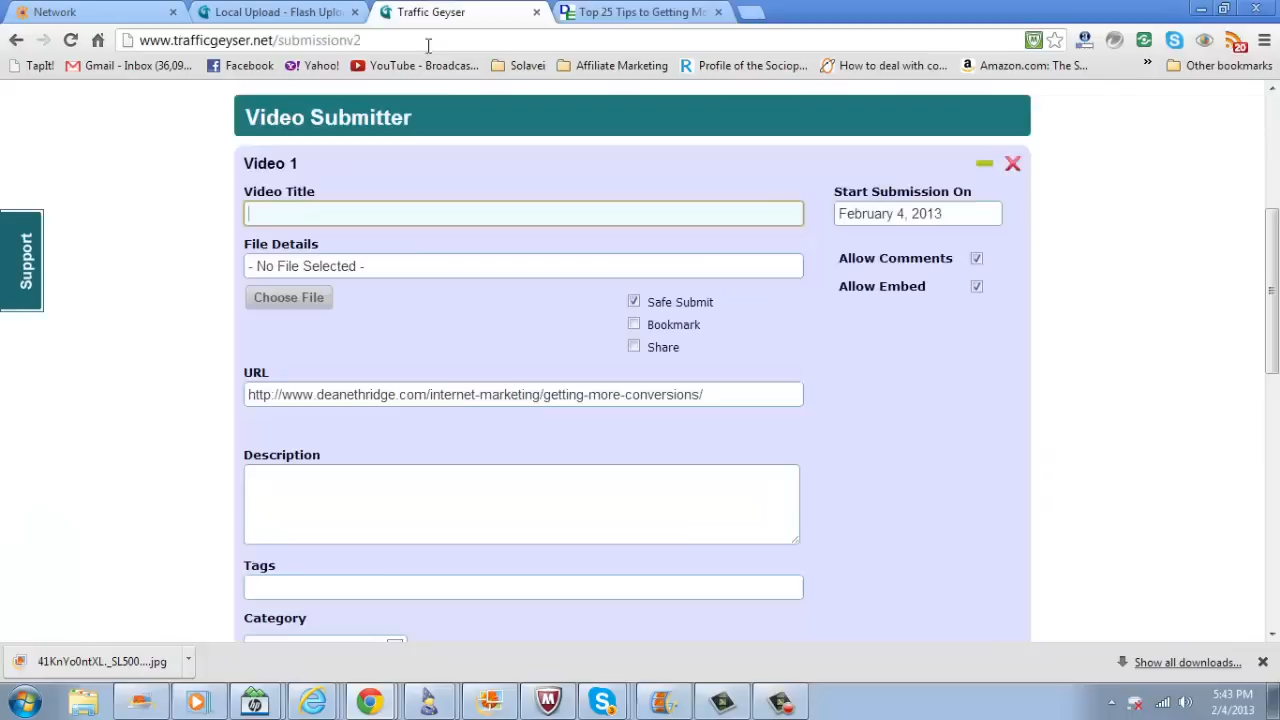 Network
Local Upload - Flash Uplo
Traffic Geyser
Top 25 Tips to Getting Mo
www.trafficgeyser.net/submissionv2
20
TapIt!
Gmail - Inbox (36,09...
Facebook
Yahoo!
YouTube - Broadcas...
Solavei
Affiliate Marketing
Profile of the Sociop...
How to deal with co...
Amazon.com: The S...
»
Other bookmarks
Video Submitter
Video 1
Video Title
Start Submission On
February 4, 2013
File Details
- No File Selected -
Allow Comments
Allow Embed
Choose File
Safe Submit
Bookmark
Share
Support
URL
http://www.deanethridge.com/internet-marketing/getting-more-conversions/
Description
Tags
Category
41KnYo0ntXL._SL500....jpg
Show all downloads...
5:43 PM
2/4/2013